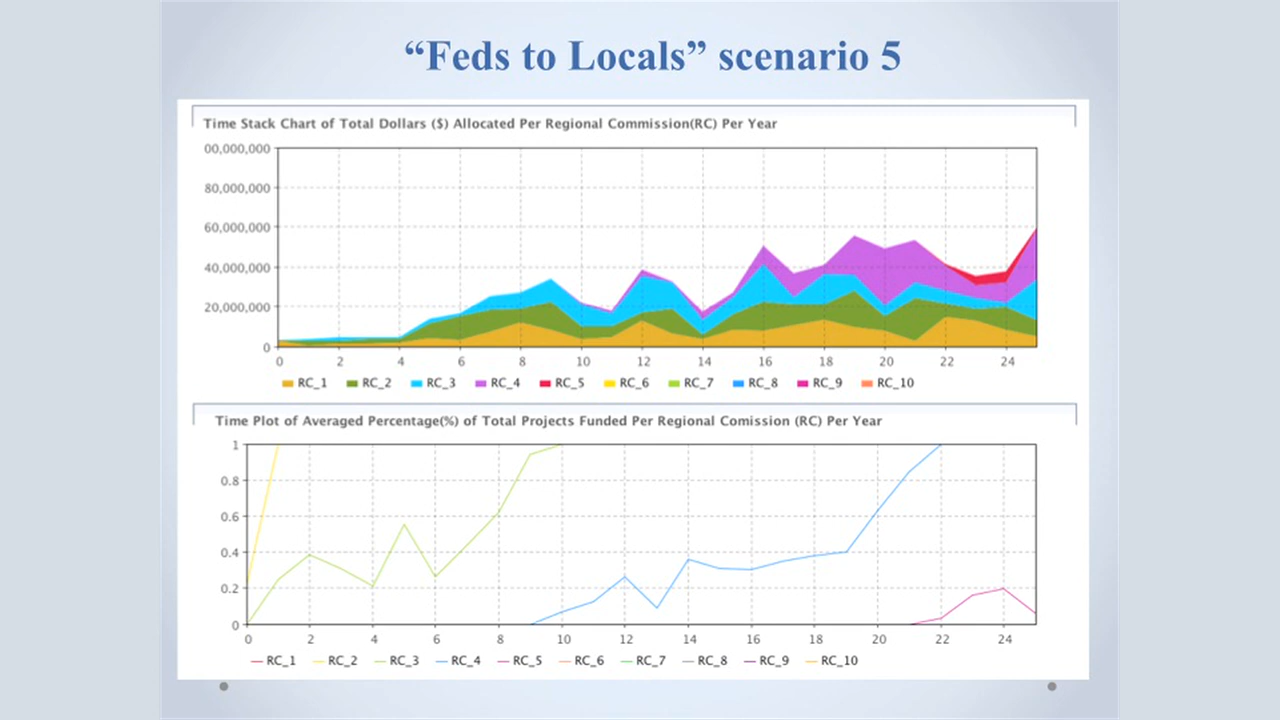 “Feds to Locals” scenario 5
Time Stack Chart of Total Dollars ($) Allocated Per Regional Commission(RC) Per Year
00,000,000
80,000,000
60,000,000
40,000,000
20,000,000
0
0 2 4 6 8 10 12 14 16 18 20 22 24
RC_1 RC_2 RC_3 RC_4 RC_5 RC_6 RC_7 RC_8 RC_9 RC_10
Time Plot of Averaged Percentage(%) of Total Projects Funded Per Regional Comission (RC) Per Year
1
0.8
0.6
0.4
0.2
0
0 2 4 6 8 10 12 14 16 18 20 22 24
RC_1 RC_2 RC_3 RC_4 RC_5 RC_6 RC_7 RC_8 RC_9 RC_10